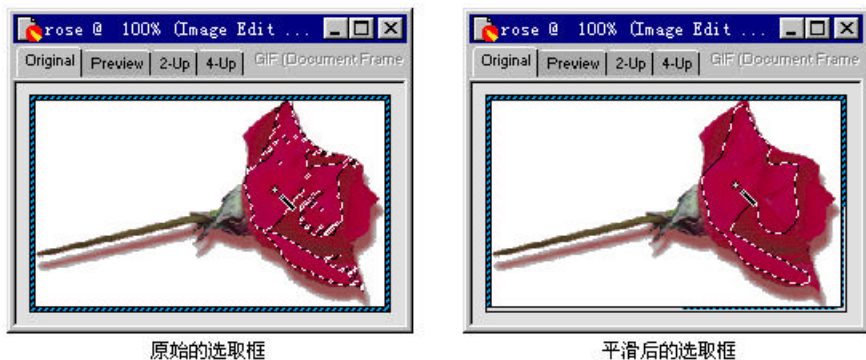 rose @ 100% (Image Edit ...
Original Preview 2-Up 4-Up GIF (Document Frame
原始的选取框
rose @ 100% (Image Edit ...
Original Preview 2-Up 4-Up GIF (Document Frame
平滑后的选取框